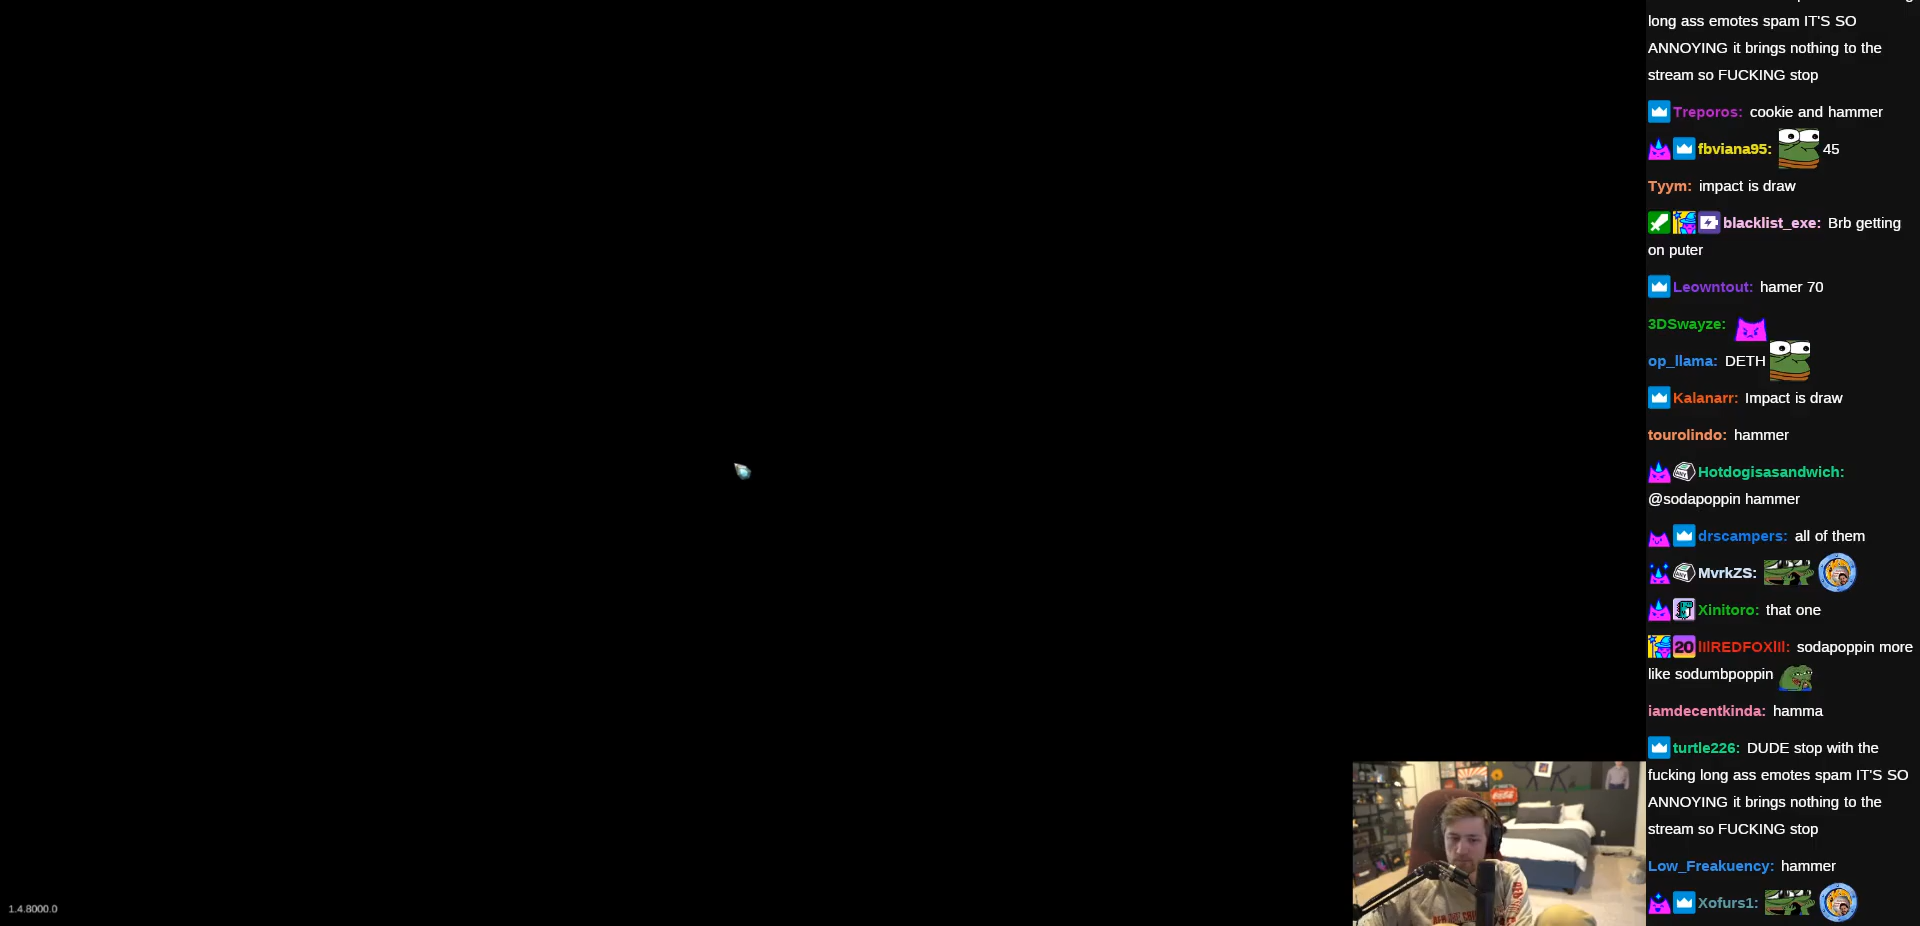 long ass emotes spam IT'S SO
ANNOYING it brings nothing to the
stream so FUCKING stop
Treporos: cookie and hammer
fbviana95: 45
Tyym: impact is draw
blacklist_exe: Brb getting
on puter
Leowntout: hamer 70
3DSwayze:
op_llama: DETH
Kalanarr: Impact is draw
tourolindo: hammer
Hotdogisasandwich:
@sodapoppin hammer
drscampers: all of them
MvrkZS:
Xinitoro: that one
20 lIlREDFOXlIl: sodapoppin more
like sodumbpoppin
iamdecentkinda: hamma
turtle226: DUDE stop with the
fucking long ass emotes spam IT'S SO
ANNOYING it brings nothing to the
stream so FUCKING stop
Low_Freakuency: hammer
Xofurs1:
1.4.8000.0